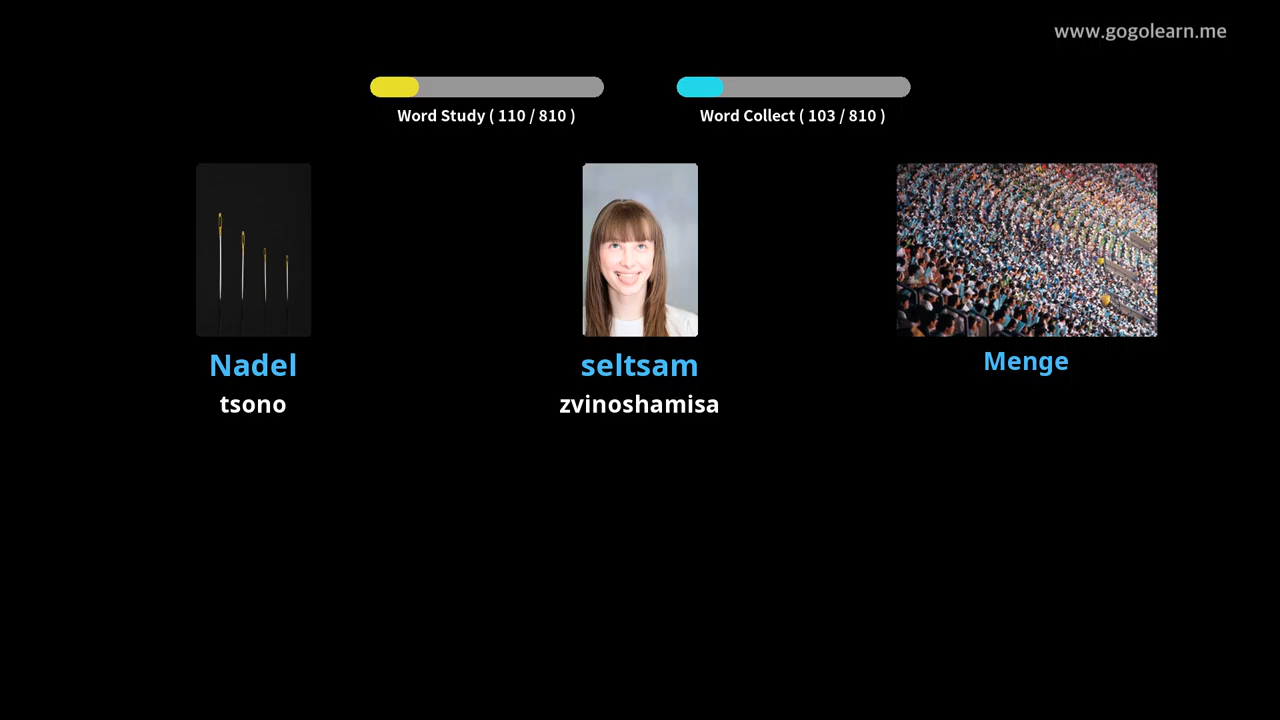 www.gogolearn.me
Word Study ( 110 / 810 )
Word Collect ( 103 / 810 )
Nadel
tsono
seltsam
zvinoshamisa
Menge